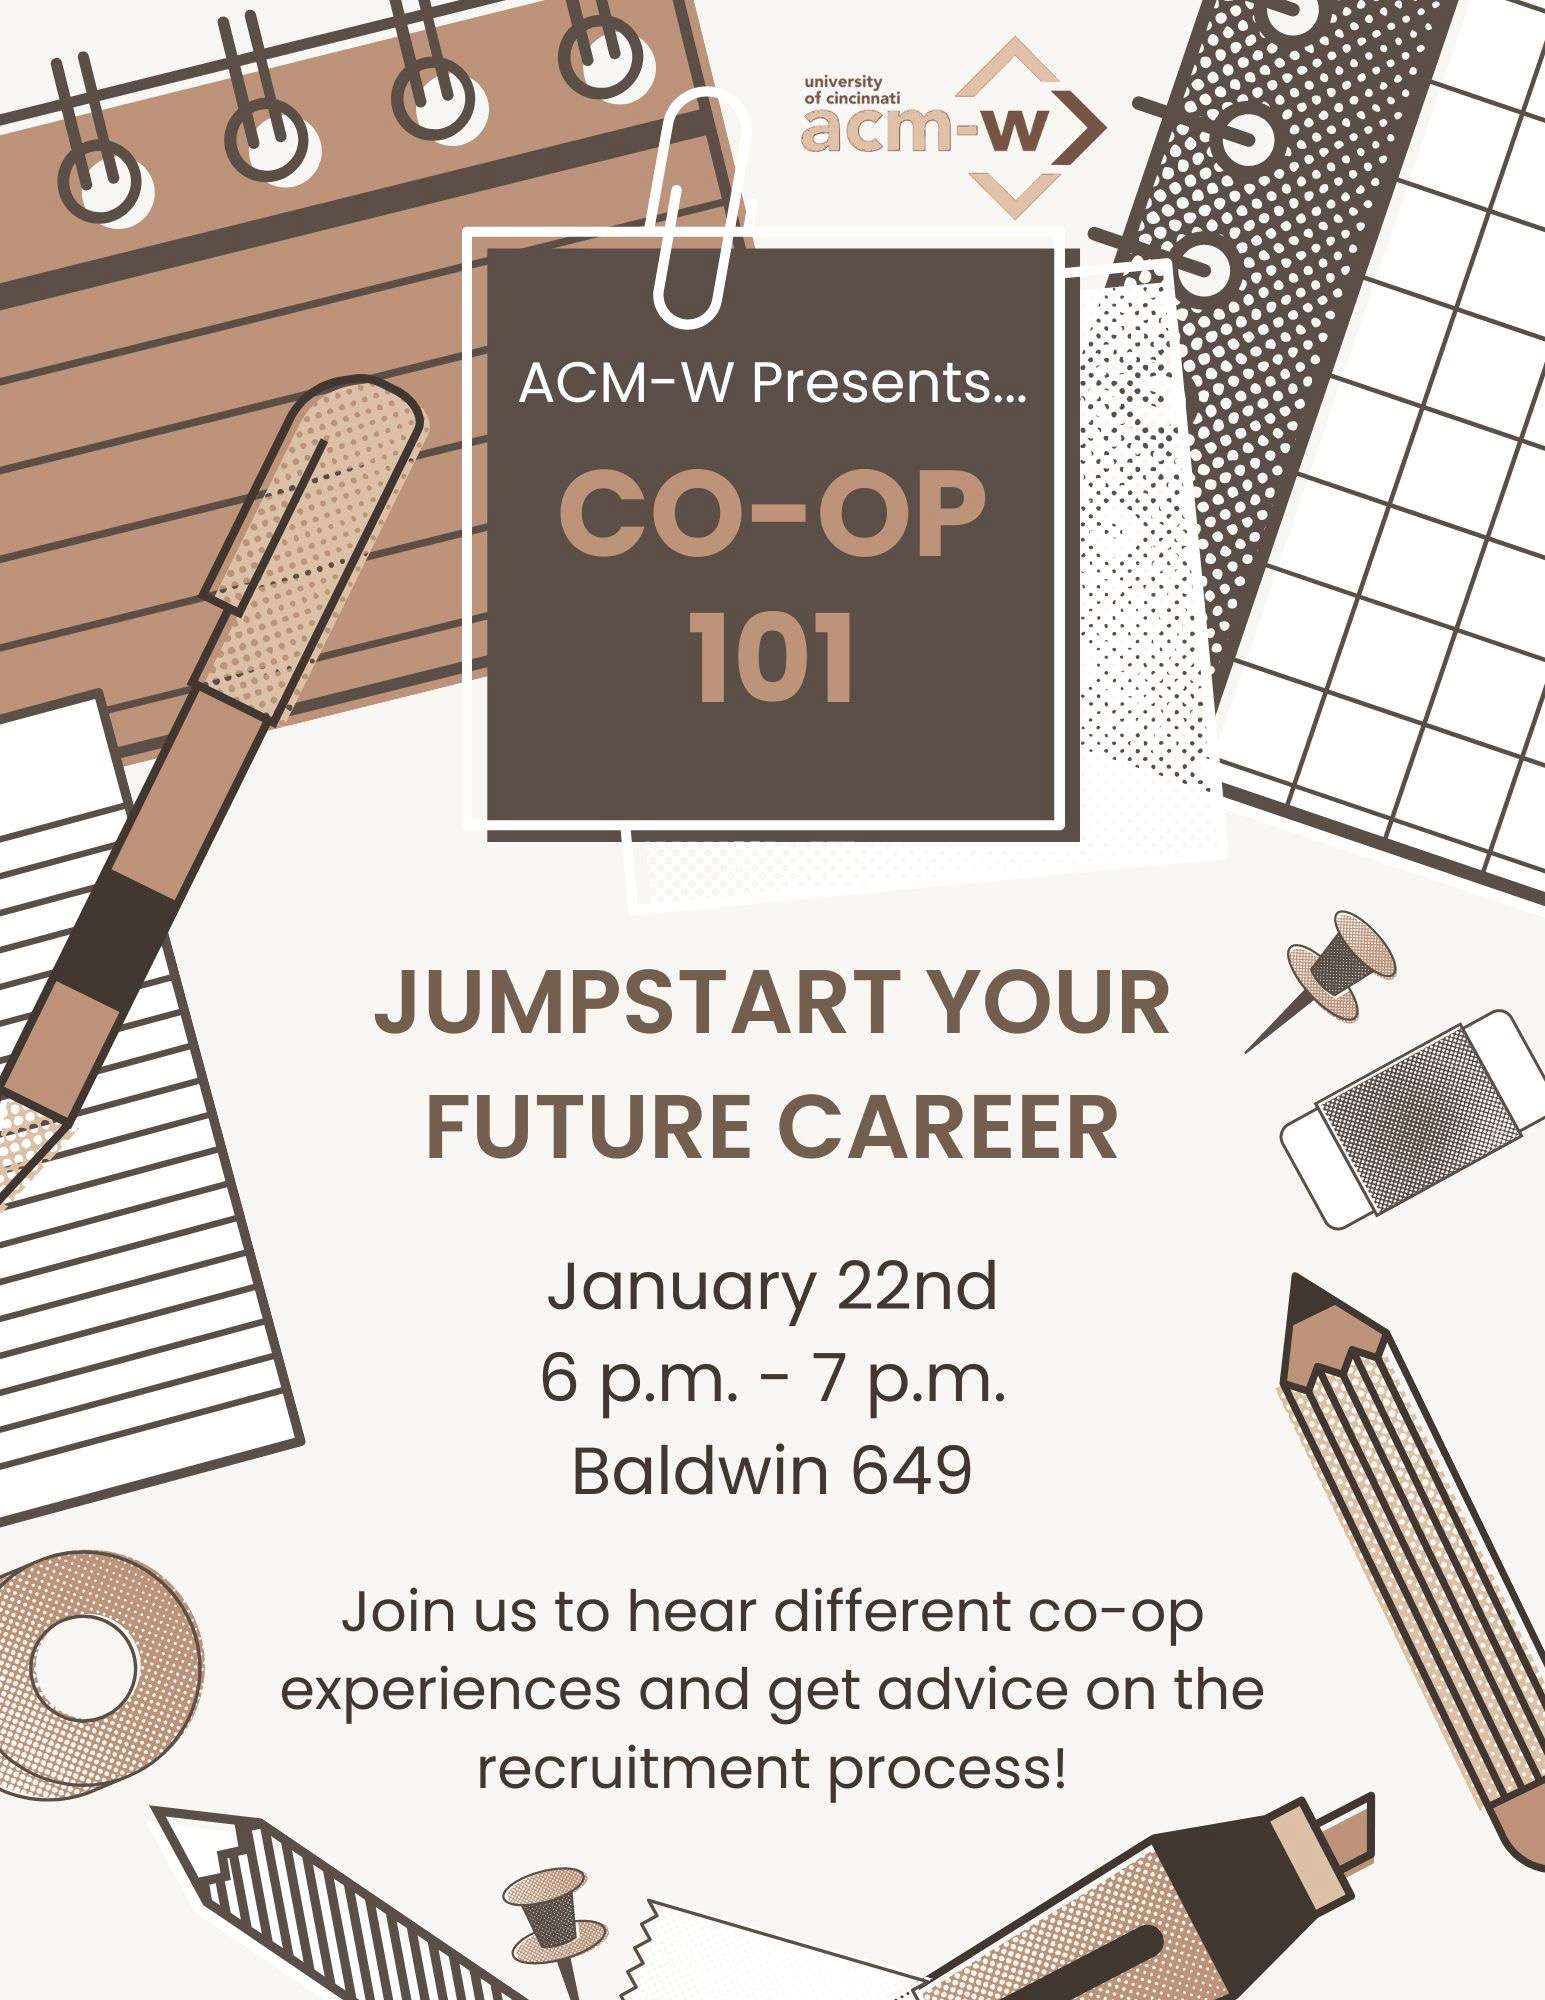 university
of cincinnati
acm-w
ACM-W Presents...
CO-OP
101
JUMPSTART YOUR
FUTURE CAREER
January 22nd
6 p.m. - 7 p.m.
Baldwin 649
Join us to hear different co-op
experiences and get advice on the
recruitment process!